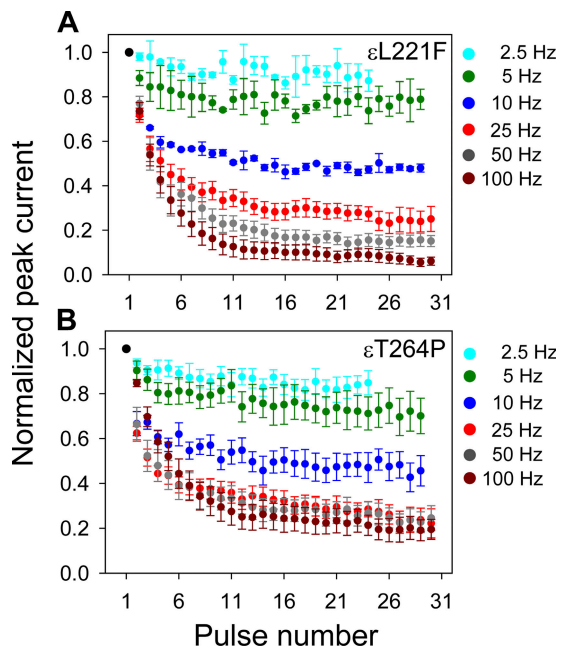 A
εL221F
1.0
0.8
0.6
0.4
0.2
0.0
1 6 11 16 21 26 31
2.5 Hz
5 Hz
10 Hz
25 Hz
50 Hz
100 Hz
Normalized peak current
B
εT264P
1.0
0.8
0.6
0.4
0.2
0.0
1 6 11 16 21 26 31
2.5 Hz
5 Hz
10 Hz
25 Hz
50 Hz
100 Hz
Pulse number